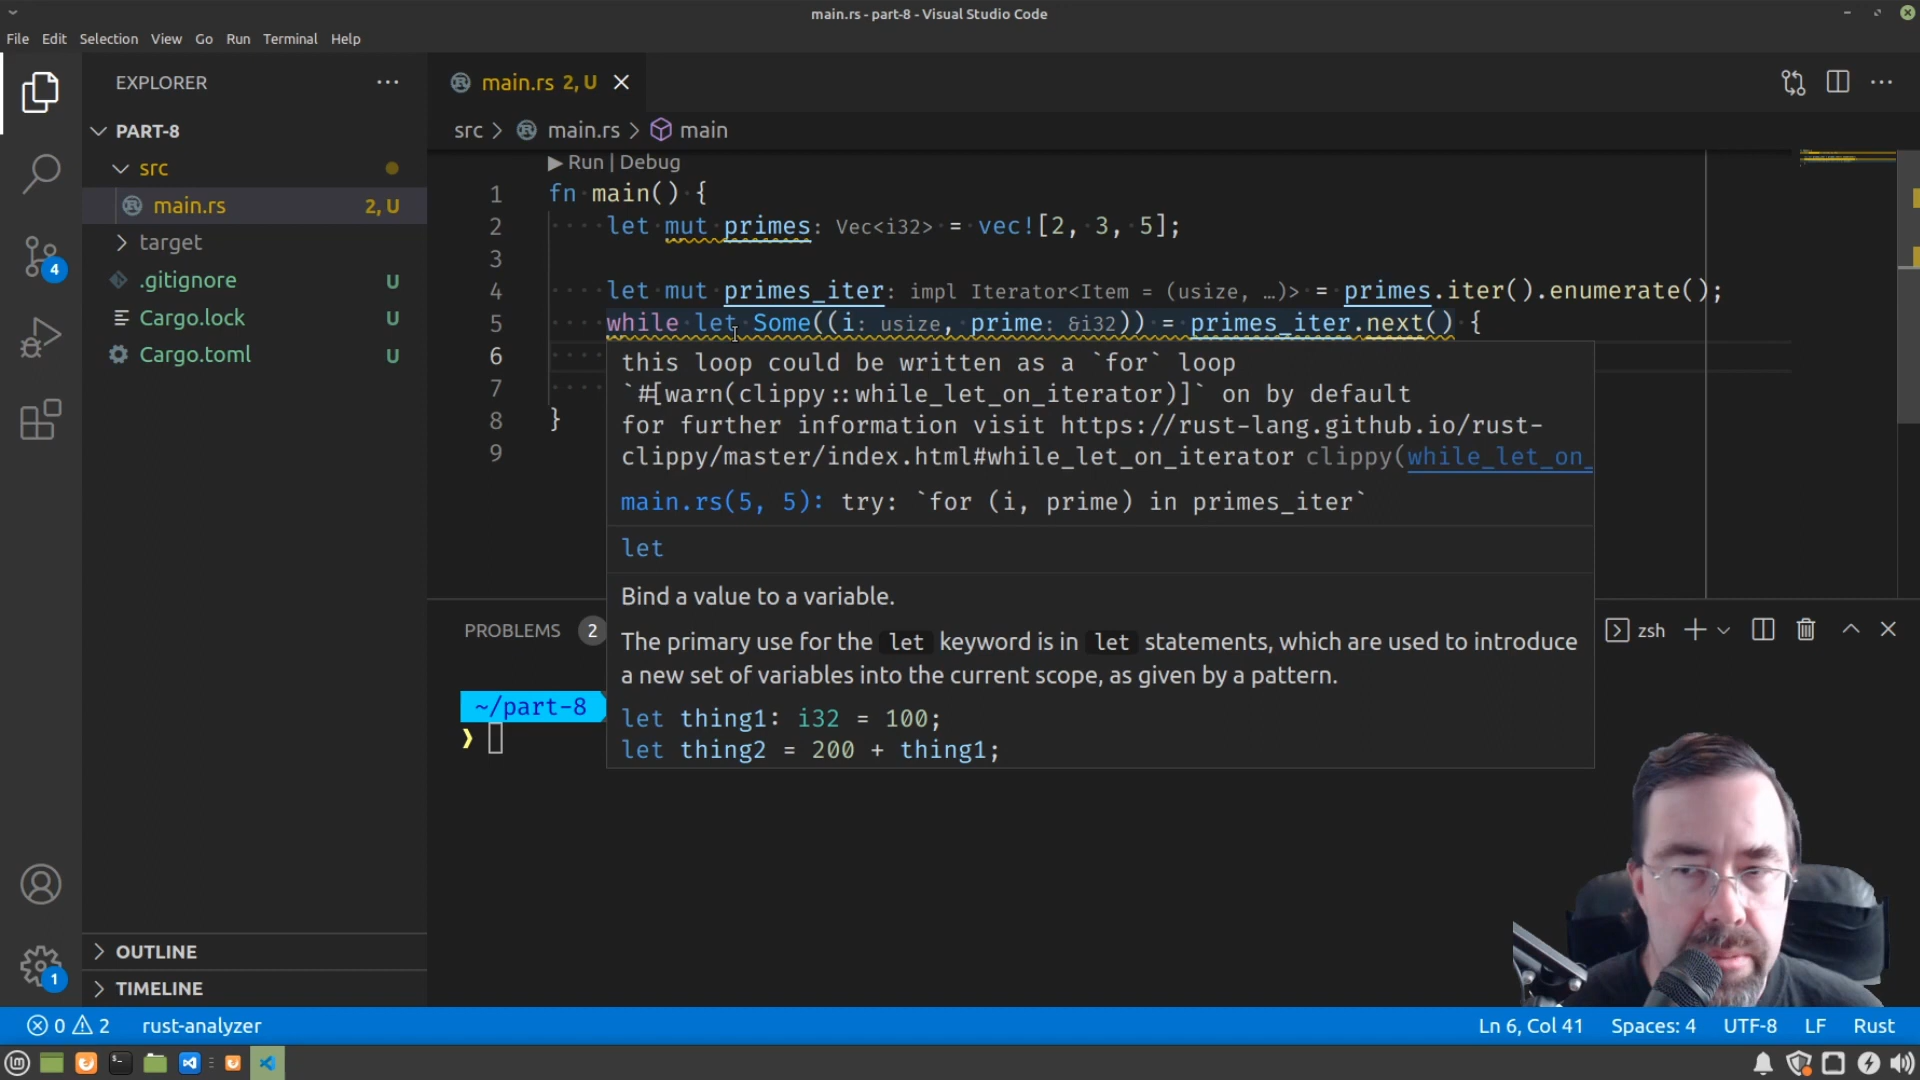 main.rs - part-8 - Visual Studio Code
File Edit Selection View Go Run Terminal Help
EXPLORER
PART-8
src
main.rs 2, U
target
.gitignore U
Cargo.lock U
Cargo.toml U
OUTLINE
TIMELINE
4
1
main.rs 2, U
src > main.rs > main
Run | Debug
1 fn main() {
2 let mut primes: Vec<i32> = vec![2, 3, 5];
3
4 let mut primes_iter: impl Iterator<Item = (usize, …)> = primes.iter().enumerate();
5 while let Some((i: usize, prime: &i32)) = primes_iter.next() {
6
7
8 }
9
this loop could be written as a `for` loop
`#[warn(clippy::while_let_on_iterator)]` on by default
for further information visit https://rust-lang.github.io/rust-
clippy/master/index.html#while_let_on_iterator clippy(while_let_on_
main.rs(5, 5): try: `for (i, prime) in primes_iter`
let
Bind a value to a variable.
The primary use for the let keyword is in let statements, which are used to introduce
a new set of variables into the current scope, as given by a pattern.
let thing1: i32 = 100;
let thing2 = 200 + thing1;
PROBLEMS 2
zsh
~/part-8
❯
0 2 rust-analyzer
Ln 6, Col 41 Spaces: 4 UTF-8 LF Rust